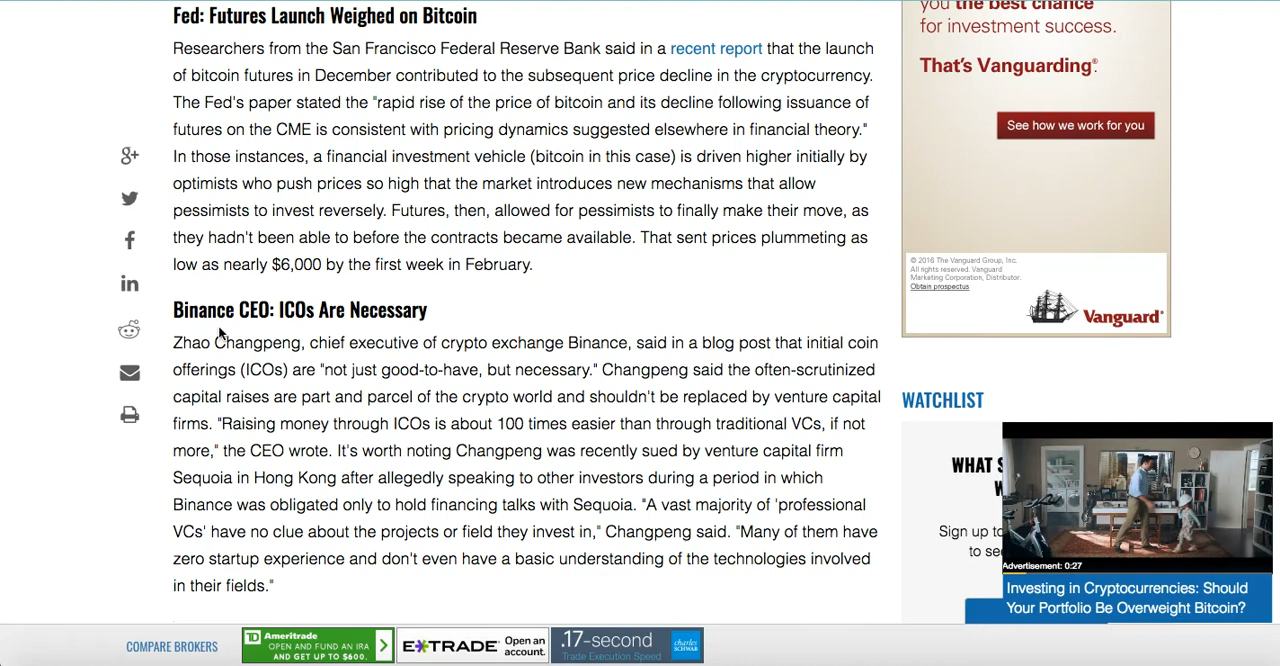 Fed: Futures Launch Weighed on Bitcoin
Researchers from the San Francisco Federal Reserve Bank said in a recent report that the launch
of bitcoin futures in December contributed to the subsequent price decline in the cryptocurrency.
The Fed's paper stated the "rapid rise of the price of bitcoin and its decline following issuance of
futures on the CME is consistent with pricing dynamics suggested elsewhere in financial theory."
In those instances, a financial investment vehicle (bitcoin in this case) is driven higher initially by
optimists who push prices so high that the market introduces new mechanisms that allow
pessimists to invest reversely. Futures, then, allowed for pessimists to finally make their move, as
they hadn't been able to before the contracts became available. That sent prices plummeting as
low as nearly $6,000 by the first week in February.
Binance CEO: ICOs Are Necessary
Zhao Changpeng, chief executive of crypto exchange Binance, said in a blog post that initial coin
offerings (ICOs) are "not just good-to-have, but necessary." Changpeng said the often-scrutinized
capital raises are part and parcel of the crypto world and shouldn't be replaced by venture capital
firms. "Raising money through ICOs is about 100 times easier than through traditional VCs, if not
more," the CEO wrote. It's worth noting Changpeng was recently sued by venture capital firm
Sequoia in Hong Kong after allegedly speaking to other investors during a period in which
Binance was obligated only to hold financing talks with Sequoia. "A vast majority of 'professional
VCs' have no clue about the projects or field they invest in," Changpeng said. "Many of them have
zero startup experience and don't even have a basic understanding of the technologies involved
in their fields."
you the best chance
for investment success.
That's Vanguarding®.
See how we work for you
© 2016 The Vanguard Group, Inc.
All rights reserved. Vanguard
Marketing Corporation, Distributor.
Obtain prospectus
Vanguard®
WATCHLIST
WHAT
Sign up to
to see
Advertisement: 0:27
Investing in Cryptocurrencies: Should
Your Portfolio Be Overweight Bitcoin?
COMPARE BROKERS
TD Ameritrade
OPEN AND FUND AN IRA
AND GET UP TO $600.
E*TRADE
Open an
account.
.17-second
Trade Execution Speed
charles
SCHWAB